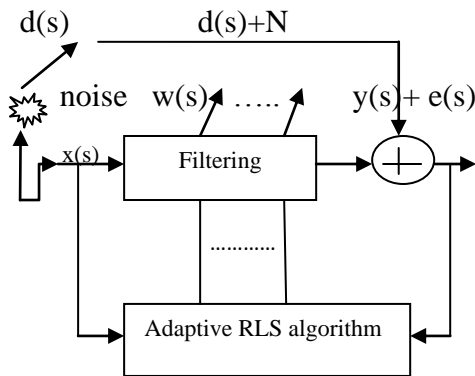 d(s) d(s)+N
noise w(s) ..... y(s)+ e(s)
x(s) Filtering
............
Adaptive RLS algorithm